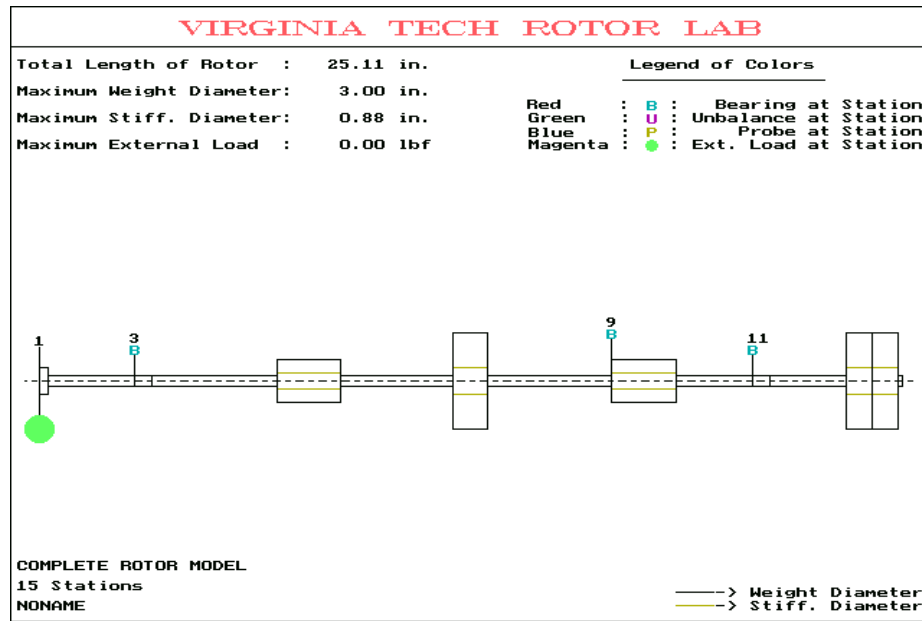 VIRGINIA TECH ROTOR LAB
Total Length of Rotor : 25.11 in.
Maximum Weight Diameter: 3.00 in.
Maximum Stiff. Diameter: 0.88 in.
Maximum External Load : 0.00 lbf
Legend of Colors
Red : B : Bearing at Station
Green : U : Unbalance at Station
Blue : P : Probe at Station
Magenta : : Ext. Load at Station
1
3
B
9
B
11
B
COMPLETE ROTOR MODEL
15 Stations
NONAME
-> Weight Diameter
-> Stiff. Diameter